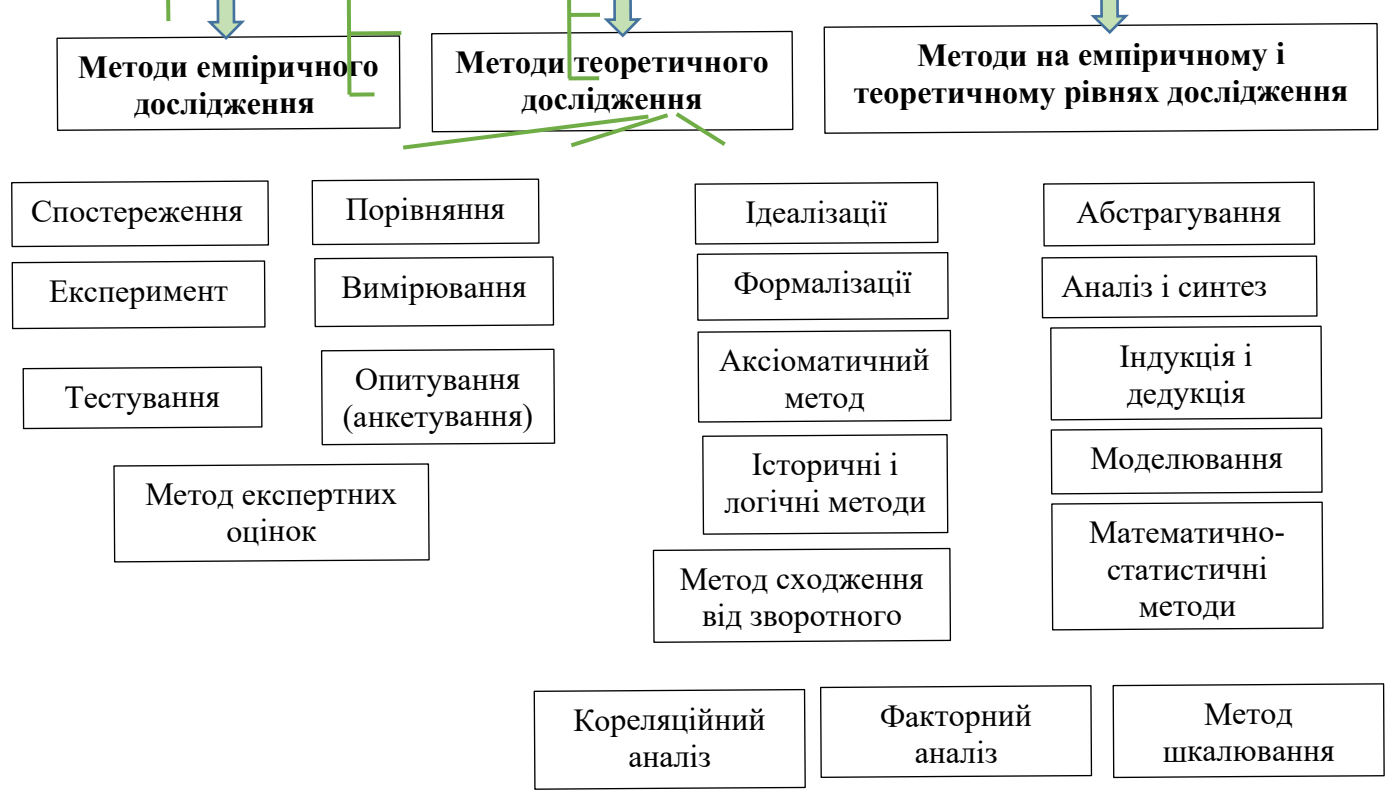 Методи емпіричного
дослідження
Методи теоретичного
дослідження
Методи на емпіричному і
теоретичному рівнях дослідження
Спостереження
Порівняння
Ідеалізації
Абстрагування
Експеримент
Вимірювання
Формалізації
Аналіз і синтез
Тестування
Опитування
(анкетування)
Аксіоматичний
метод
Індукція і
дедукція
Метод експертних
оцінок
Історичні і
логічні методи
Моделювання
Метод сходження
від зворотного
Математично-
статистичні
методи
Кореляційний
аналіз
Факторний
аналіз
Метод
шкалювання